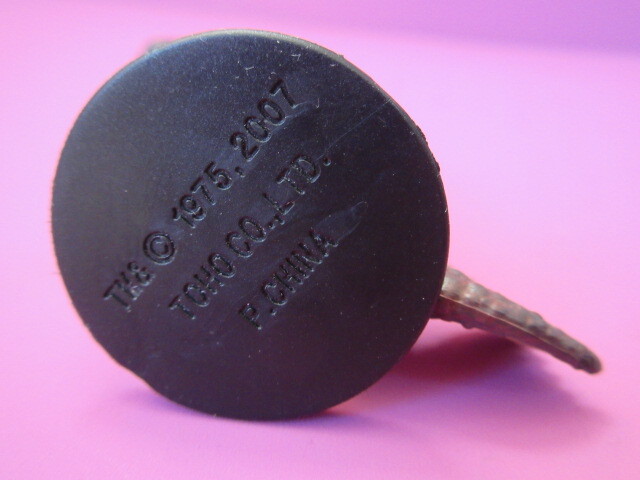 TM& © 1975, 2007
TOHO CO.,LTD.
P. CHINA